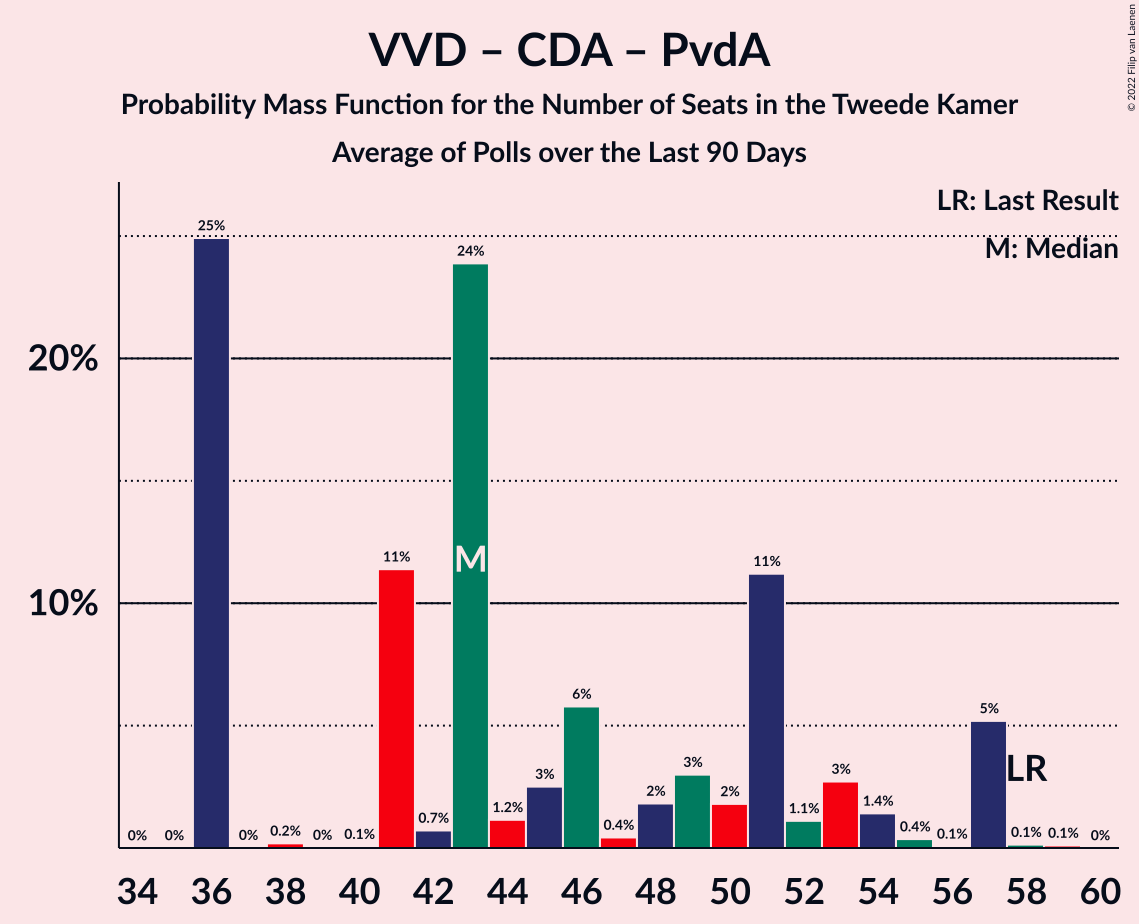 VVD – CDA – PvdA
Probability Mass Function for the Number of Seats in the Tweede Kamer
Average of Polls over the Last 90 Days
© 2022 Filip van Laenen
LR: Last Result
M: Median
20%
10%
0% 0% 25% 0% 0.2% 0% 0.1% 11% 0.7% 24% 1.2% 3% 6% 0.4% 2% 3% 2% 11% 1.1% 3% 1.4% 0.4% 0.1% 5% 0.1% 0.1% 0%
M
LR
34 36 38 40 42 44 46 48 50 52 54 56 58 60